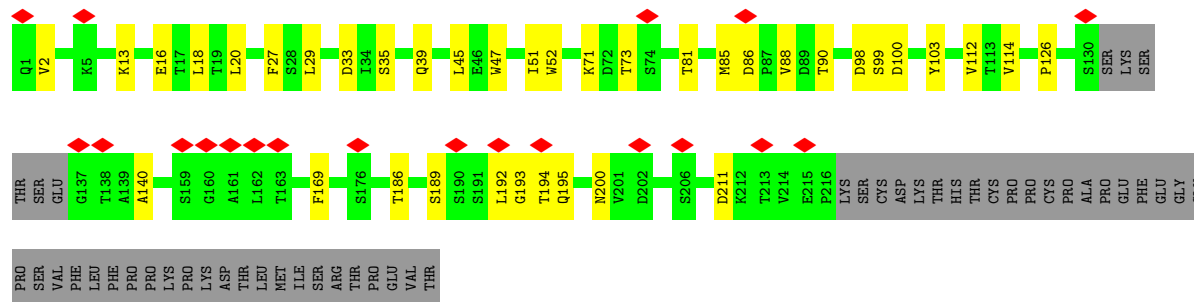 Q1 V2 K5 K13 E16 T17 L18 T19 L20 F27 S28 L29 D33 I34 S35 Q39 L45 E46 W47 I51 W52 K71 D72 T73 S74 T81 M85 D86 P87 V88 D89 T90 D98 S99 D100 Y103 V112 T113 V114 P126 S130 SER LYS SER
THR SER GLU G137 T138 A139 A140 S159 G160 A161 L162 T163 F169 S176 T186 S189 S190 S191 L192 G193 T194 Q195 N200 V201 D202 S206 D211 K212 T213 V214 E215 P216 LYS SER CYS ASP LYS THR HIS THR CYS PRO PRO CYS PRO ALA PRO GLU PHE GLU GLY
PRO SER VAL PHE LEU PHE PRO PRO LYS PRO LYS ASP THR LEU MET ILE SER ARG THR PRO GLU VAL THR